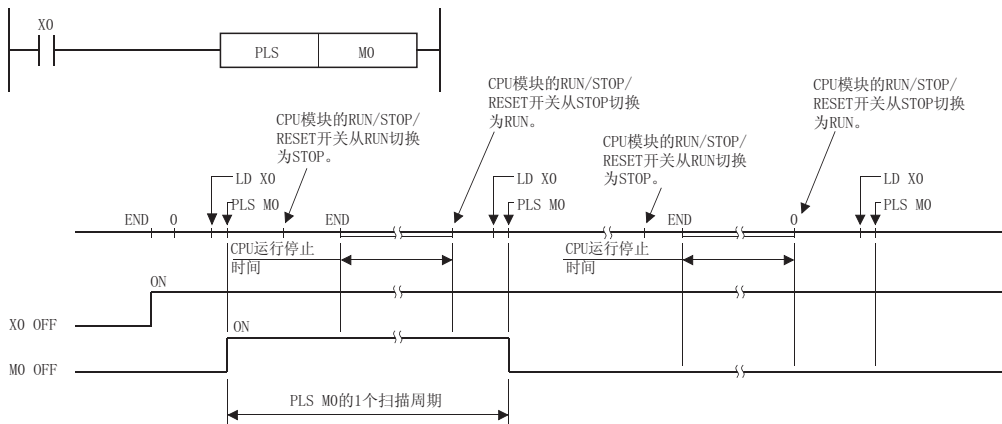 X0
PLS M0
CPU模块的RUN/STOP/
RESET开关从RUN切换
为STOP。
CPU模块的RUN/STOP/
RESET开关从STOP切换
为RUN。
CPU模块的RUN/STOP/
RESET开关从RUN切换
为STOP。
CPU模块的RUN/STOP/
RESET开关从STOP切换
为RUN。
LD X0
PLS M0
LD X0
PLS M0
LD X0
PLS M0
END 0
END
END
0
CPU运行停止
时间
CPU运行停止
时间
ON
X0 OFF
ON
M0 OFF
PLS M0的1个扫描周期